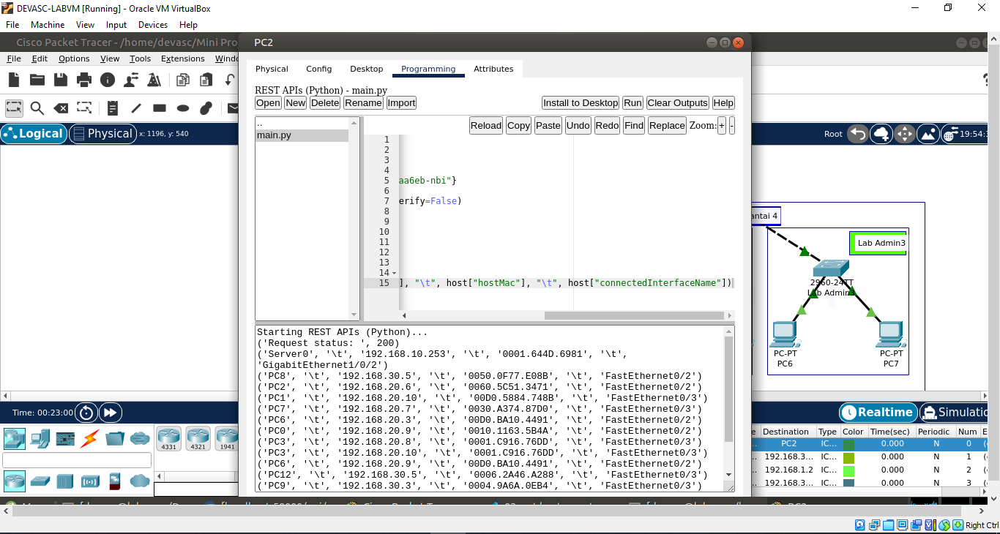 DEVASC-LABVM [Running] - Oracle VM VirtualBox
File Machine View Input Devices Help
Cisco Packet Tracer - /home/devasc/Mini Pro
PC2
File Edit Options View Tools Extensions Windo
Physical Config Desktop Programming Attributes
REST APIs (Python) - main.py
Open New Delete Rename Import Install to Desktop Run Clear Outputs Help
Reload Copy Paste Undo Redo Find Replace Zoom: + -
..
main.py
Logical Physical x: 1196, y: 540
Root 19:54:
1
2
3
4
5 aa6eb-nbi"}
6
7 erify=False)
8
9
10
11
12
13
14
15 ], "\t", host["hostMac"], "\t", host["connectedInterfaceName"])
antai 4
Lab Admin3
2960-24TT
Lab Admin3
PC-PT
PC6
PC-PT
PC7
Starting REST APIs (Python)...
('Request status: ', 200)
('Server0', '\t', '192.168.10.253', '\t', '0001.644D.6981', '\t',
'GigabitEthernet1/0/2')
('PC8', '\t', '192.168.30.5', '\t', '0050.0F77.E08B', '\t', 'FastEthernet0/2')
('PC2', '\t', '192.168.20.6', '\t', '0060.5C51.3471', '\t', 'FastEthernet0/2')
('PC1', '\t', '192.168.20.10', '\t', '00D0.5884.748B', '\t', 'FastEthernet0/3')
('PC7', '\t', '192.168.20.7', '\t', '0030.A374.87D0', '\t', 'FastEthernet0/3')
('PC6', '\t', '192.168.20.3', '\t', '00D0.BA10.4491', '\t', 'FastEthernet0/2')
('PC0', '\t', '192.168.20.9', '\t', '0010.1163.5B4A', '\t', 'FastEthernet0/2')
('PC3', '\t', '192.168.20.8', '\t', '0001.C916.76DD', '\t', 'FastEthernet0/3')
('PC3', '\t', '192.168.20.10', '\t', '0001.C916.76DD', '\t', 'FastEthernet0/3')
('PC6', '\t', '192.168.20.9', '\t', '00D0.BA10.4491', '\t', 'FastEthernet0/2')
('PC12', '\t', '192.168.30.5', '\t', '0006.2A46.A288', '\t', 'FastEthernet0/3')
('PC9', '\t', '192.168.30.3', '\t', '0004.9A6A.0EB4', '\t', 'FastEthernet0/3')
Time: 00:23:00
Realtime Simulatio
4331 4321 1941
e Destination Type Color Time(sec) Periodic Num E
.. PC2 IC... 0.000 N 0 (
.. 192.168.3... IC... 0.000 N 1 (
.. 192.168.1.2 IC... 0.000 N 2 (
.. 192.168.3... IC... 0.000 N 3 (
Right Ctrl